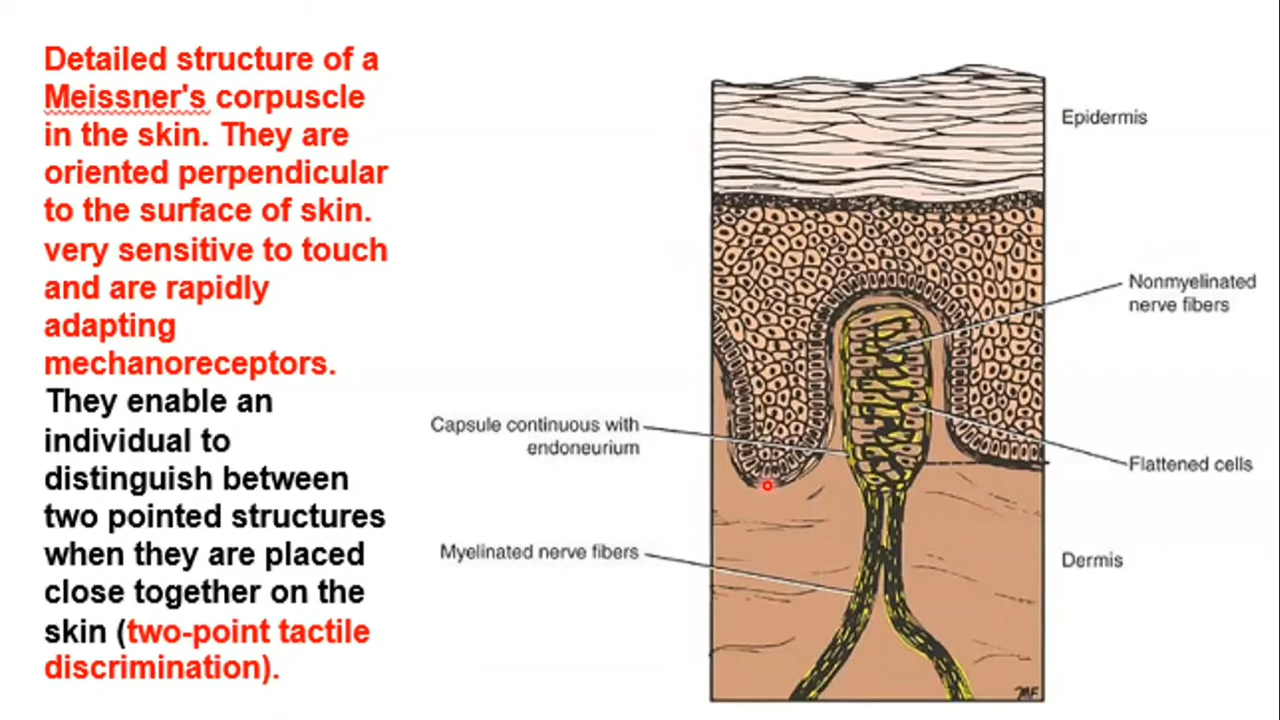 Detailed structure of a
Meissner's corpuscle
in the skin. They are
oriented perpendicular
to the surface of skin.
very sensitive to touch
and are rapidly
adapting
mechanoreceptors.
They enable an
individual to
distinguish between
two pointed structures
when they are placed
close together on the
skin (two-point tactile
discrimination).
Epidermis
Nonmyelinated
nerve fibers
Capsule continuous with
endoneurium
Flattened cells
Myelinated nerve fibers
Dermis
MF